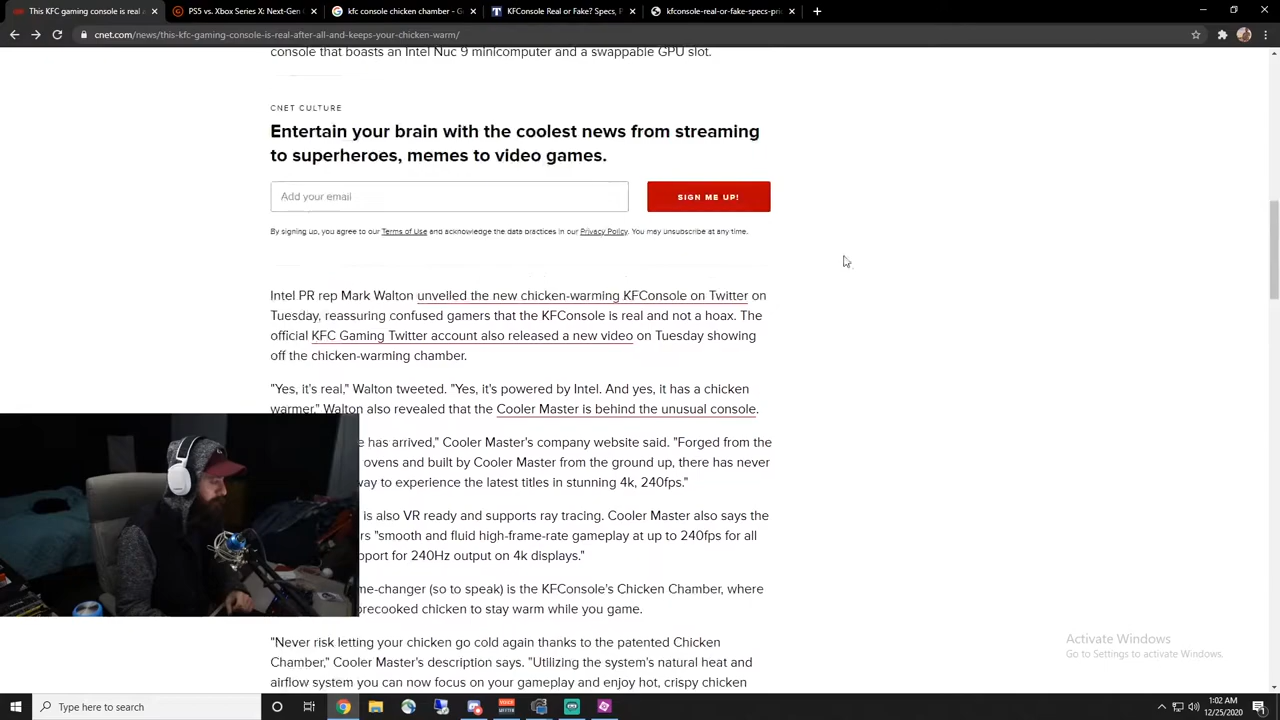 This KFC gaming console is real a
PS5 vs. Xbox Series X: Next-Gen
kfc console chicken chamber - G
KFConsole Real or Fake? Specs, P
kfconsole-real-or-fake-specs-pric
cnet.com/news/this-kfc-gaming-console-is-real-after-all-and-keeps-your-chicken-warm/
console that boasts an Intel Nuc 9 minicomputer and a swappable GPU slot.
CNET CULTURE
Entertain your brain with the coolest news from streaming
to superheroes, memes to video games.
Add your email
SIGN ME UP!
By signing up, you agree to our Terms of Use and acknowledge the data practices in our Privacy Policy. You may unsubscribe at any time.
Intel PR rep Mark Walton unveiled the new chicken-warming KFConsole on Twitter on
Tuesday, reassuring confused gamers that the KFConsole is real and not a hoax. The
official KFC Gaming Twitter account also released a new video on Tuesday showing
off the chicken-warming chamber.
"Yes, it's real," Walton tweeted. "Yes, it's powered by Intel. And yes, it has a chicken
warmer," Walton also revealed that the Cooler Master is behind the unusual console.
e has arrived," Cooler Master's company website said. "Forged from the
ovens and built by Cooler Master from the ground up, there has never
way to experience the latest titles in stunning 4k, 240fps."
is also VR ready and supports ray tracing. Cooler Master also says the
rs "smooth and fluid high-frame-rate gameplay at up to 240fps for all
pport for 240Hz output on 4k displays."
me-changer (so to speak) is the KFConsole's Chicken Chamber, where
precooked chicken to stay warm while you game.
"Never risk letting your chicken go cold again thanks to the patented Chicken
Chamber," Cooler Master's description says. "Utilizing the system's natural heat and
airflow system you can now focus on your gameplay and enjoy hot, crispy chicken
Activate Windows
Go to Settings to activate Windows.
Type here to search
1:02 AM
12/25/2020